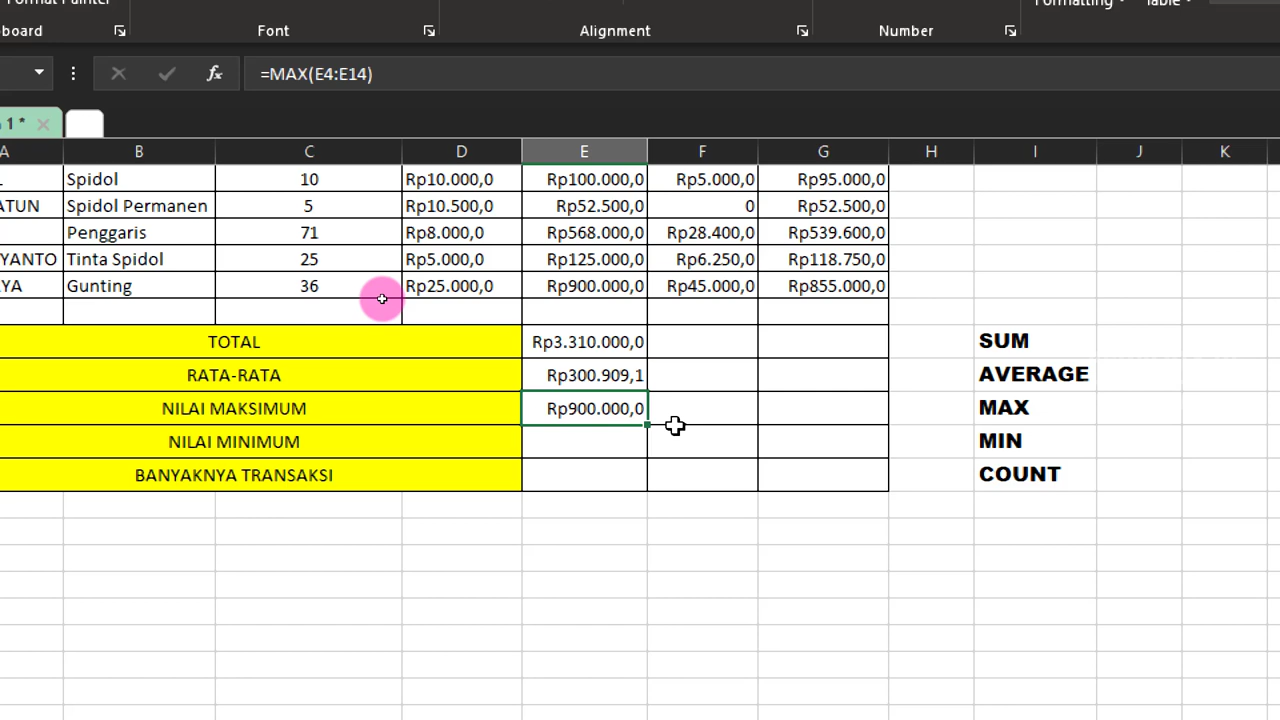 Format Painter
Formatting
Table
Font
Alignment
Number
fx
=MAX(E4:E14)
1 *
A B C D E F G H I J K
Spidol 10 Rp10.000,0 Rp100.000,0 Rp5.000,0 Rp95.000,0
ATUN Spidol Permanen 5 Rp10.500,0 Rp52.500,0 0 Rp52.500,0
Penggaris 71 Rp8.000,0 Rp568.000,0 Rp28.400,0 Rp539.600,0
YANTO Tinta Spidol 25 Rp5.000,0 Rp125.000,0 Rp6.250,0 Rp118.750,0
AYA Gunting 36 Rp25.000,0 Rp900.000,0 Rp45.000,0 Rp855.000,0
TOTAL Rp3.310.000,0 SUM
RATA-RATA Rp300.909,1 AVERAGE
NILAI MAKSIMUM Rp900.000,0 MAX
NILAI MINIMUM MIN
BANYAKNYA TRANSAKSI COUNT